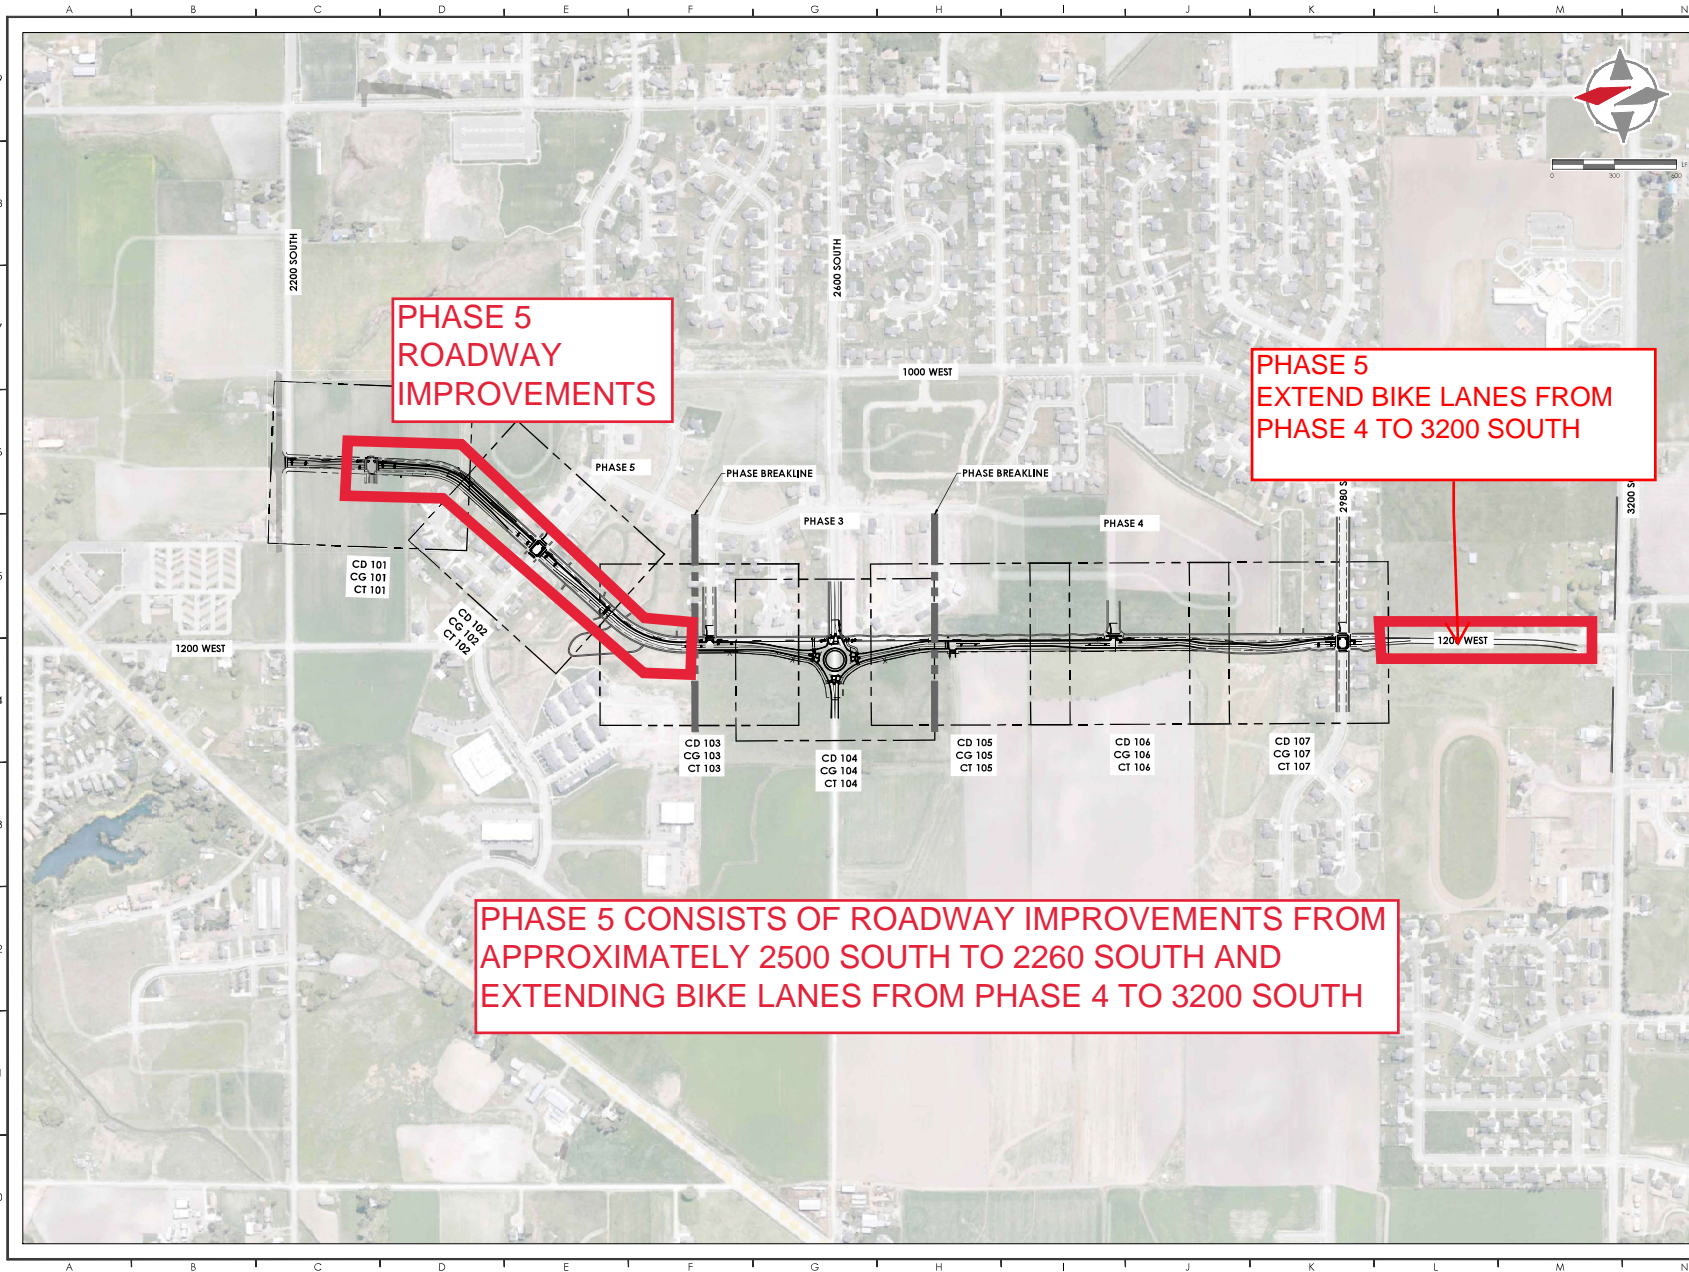 A B C D E F G H I J K L M N
0 300 600
LF
2200 SOUTH
2600 SOUTH
PHASE 5
ROADWAY
IMPROVEMENTS
1000 WEST
PHASE 5
EXTEND BIKE LANES FROM
PHASE 4 TO 3200 SOUTH
PHASE 5
PHASE BREAKLINE
PHASE BREAKLINE
PHASE 3
PHASE 4
2980 S
3200
CD 101
CG 101
CT 101
CD 102
CG 102
CT 102
1200 WEST
1200 WEST
CD 103
CG 103
CT 103
CD 104
CG 104
CT 104
CD 105
CG 105
CT 105
CD 106
CG 106
CT 106
CD 107
CG 107
CT 107
PHASE 5 CONSISTS OF ROADWAY IMPROVEMENTS FROM
APPROXIMATELY 2500 SOUTH TO 2260 SOUTH AND
EXTENDING BIKE LANES FROM PHASE 4 TO 3200 SOUTH
A B C D E F G H I J K L M N